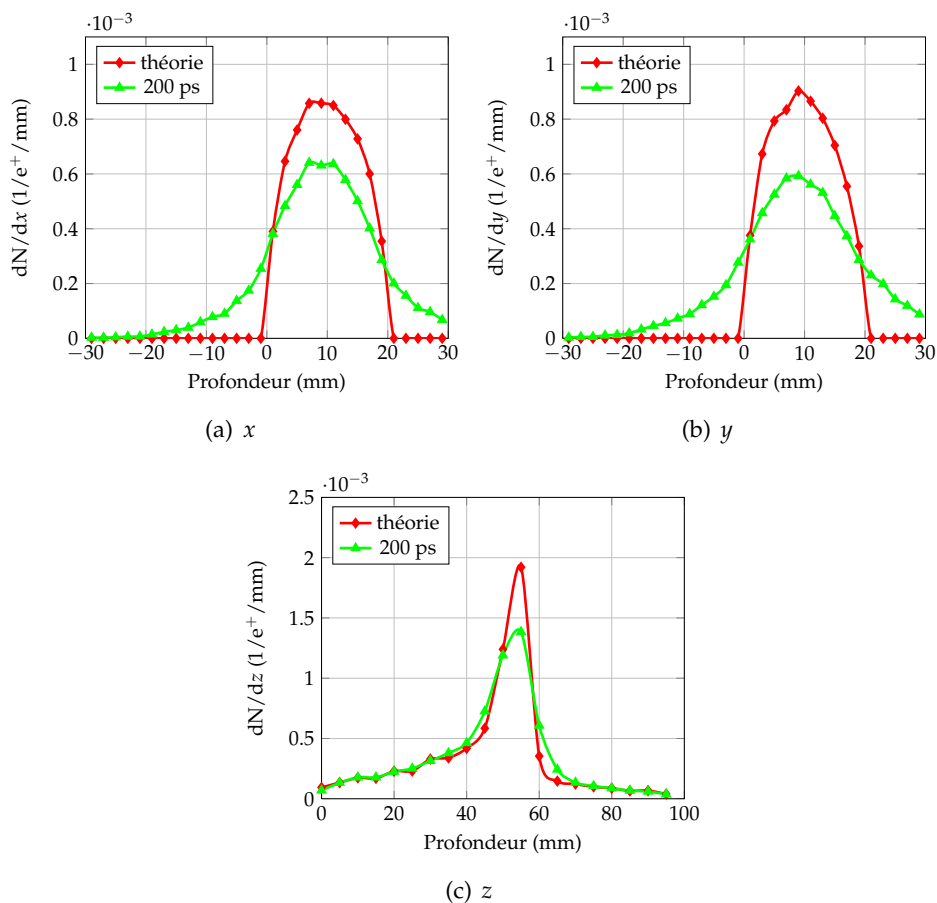 ·10⁻³
1
0.8
0.6
0.4
0.2
0
dN/dx (1/e⁺/mm)
théorie
200 ps
−30 −20 −10 0 10 20 30
Profondeur (mm)
(a) x
·10⁻³
1
0.8
0.6
0.4
0.2
0
dN/dy (1/e⁺/mm)
théorie
200 ps
−30 −20 −10 0 10 20 30
Profondeur (mm)
(b) y
·10⁻³
2.5
2
1.5
1
0.5
0
dN/dz (1/e⁺/mm)
théorie
200 ps
0 20 40 60 80 100
Profondeur (mm)
(c) z